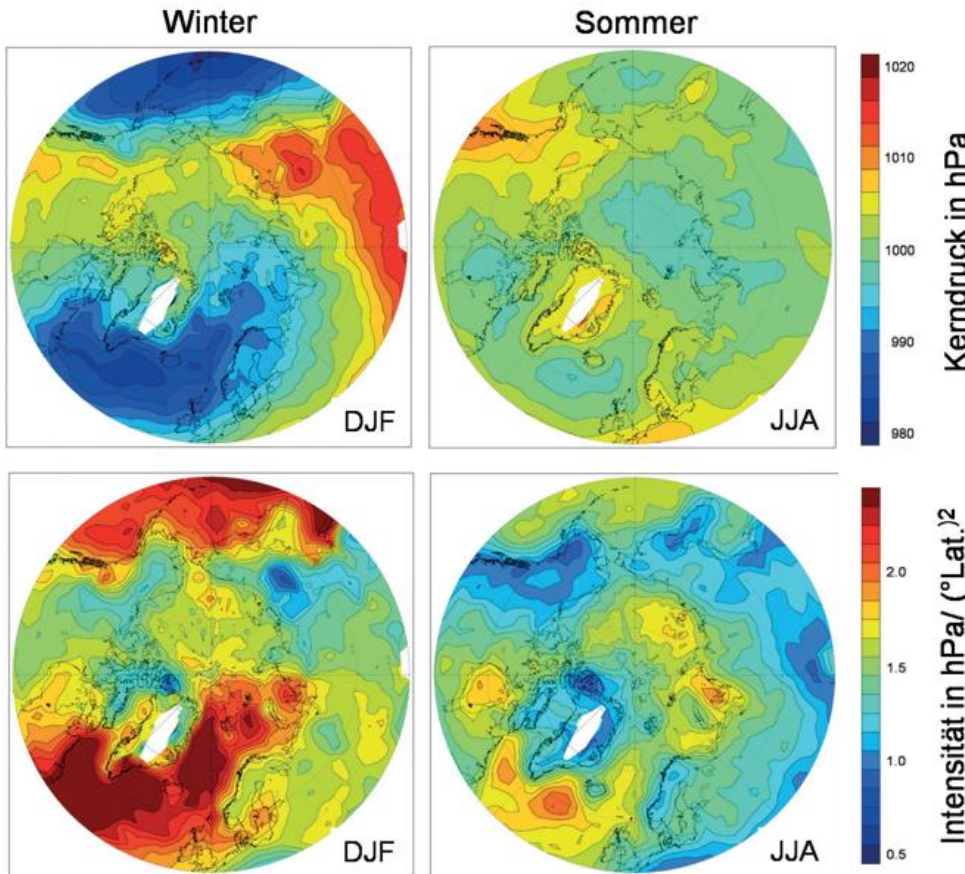 Winter
Sommer
DJF
JJA
1020
1010
1000
990
980
Kerndruck in hPa
DJF
JJA
2.0
1.5
1.0
0.5
Intensität in hPa/ (°Lat.)²